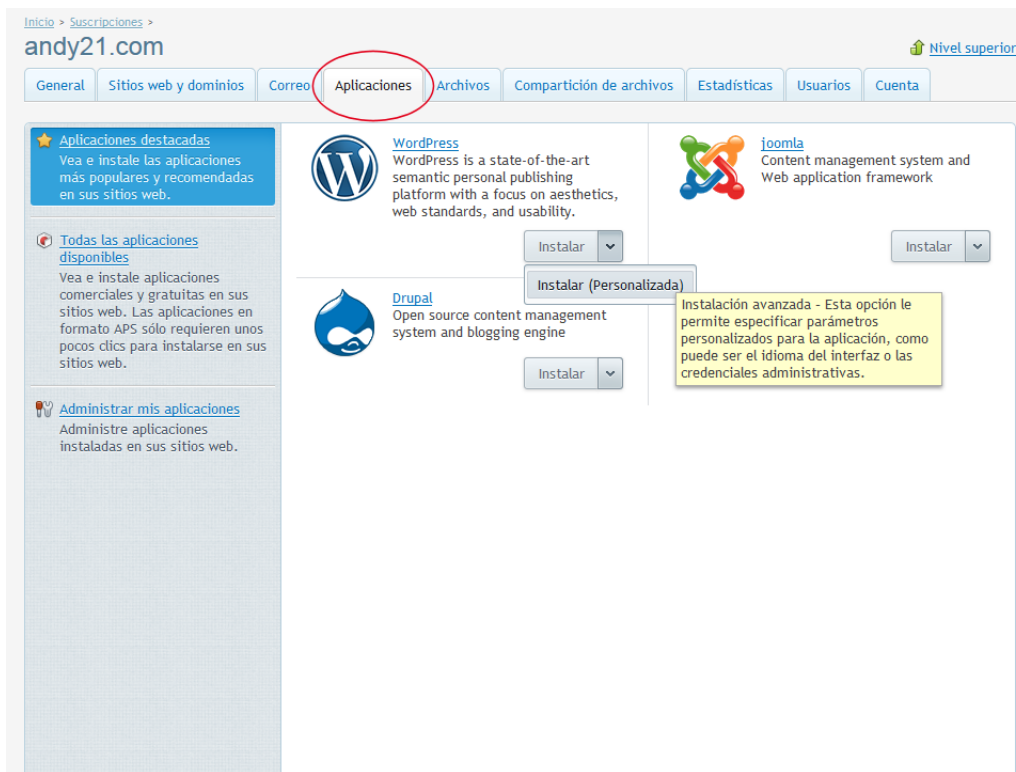 Inicio > Suscripciones >
andy21.com
Nivel superior
General Sitios web y dominios Correo Aplicaciones Archivos Compartición de archivos Estadísticas Usuarios Cuenta
Aplicaciones destacadas
Vea e instale las aplicaciones
más populares y recomendadas
en sus sitios web.
Todas las aplicaciones
disponibles
Vea e instale aplicaciones
comerciales y gratuitas en sus
sitios web. Las aplicaciones en
formato APS sólo requieren unos
pocos clics para instalarse en sus
sitios web.
Administrar mis aplicaciones
Administre aplicaciones
instaladas en sus sitios web.
WordPress
WordPress is a state-of-the-art
semantic personal publishing
platform with a focus on aesthetics,
web standards, and usability.
Instalar
Instalar (Personalizada)
joomla
Content management system and
Web application framework
Instalar
Instalación avanzada - Esta opción le
permite especificar parámetros
personalizados para la aplicación, como
puede ser el idioma del interfaz o las
credenciales administrativas.
Drupal
Open source content management
system and blogging engine
Instalar